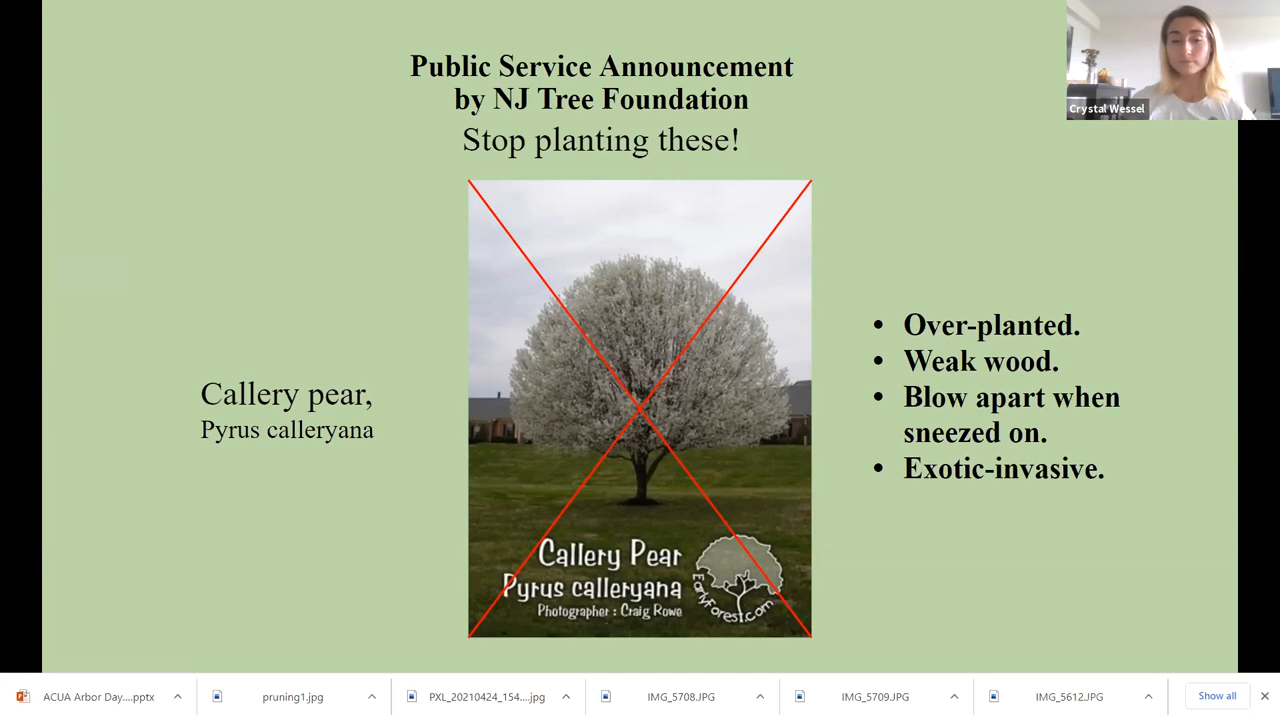 Public Service Announcement
by NJ Tree Foundation
Stop planting these!
Crystal Wessel
Callery pear,
Pyrus calleryana
• Over-planted.
• Weak wood.
• Blow apart when
sneezed on.
• Exotic-invasive.
Callery Pear
Pyrus calleryana
Photographer : Craig Rowe
EarlyForest.com
ACUA Arbor Day....pptx
pruning1.jpg
PXL_20210424_154....jpg
IMG_5708.JPG
IMG_5709.JPG
IMG_5612.JPG
Show all